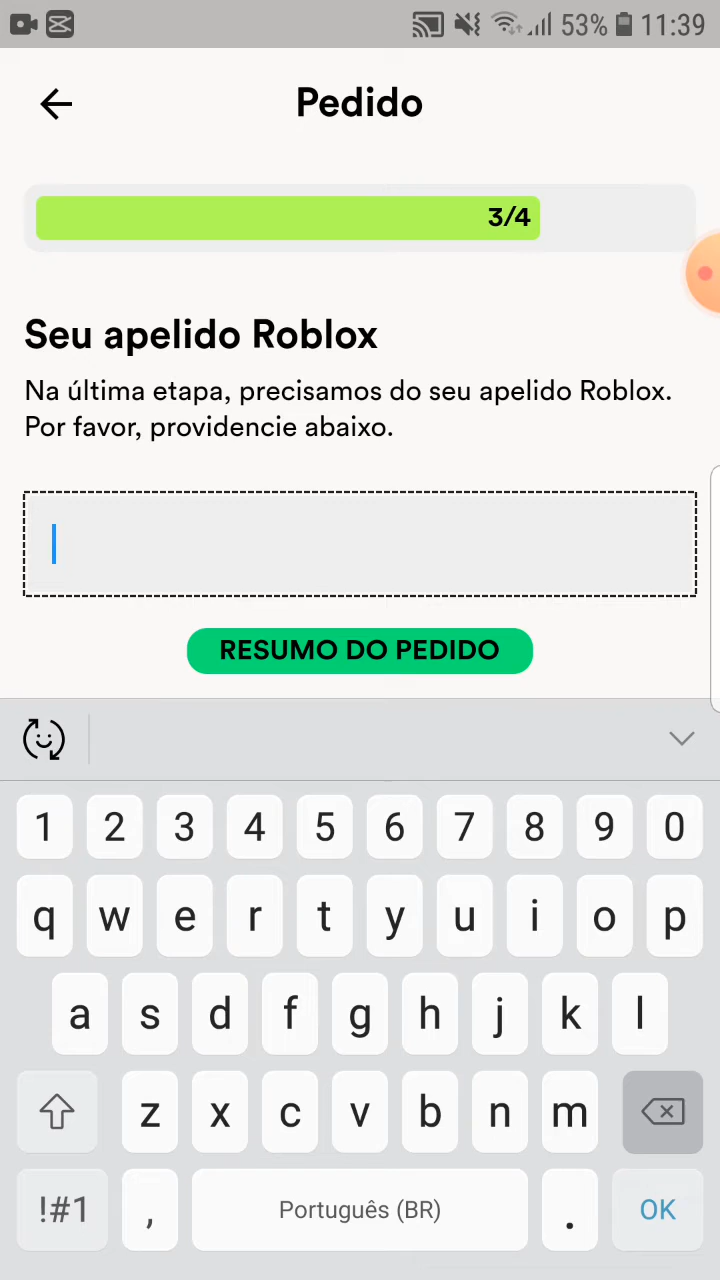 53% 11:39
Pedido
3/4
Seu apelido Roblox
Na última etapa, precisamos do seu apelido Roblox.
Por favor, providencie abaixo.
RESUMO DO PEDIDO
1 2 3 4 5 6 7 8 9 0
q w e r t y u i o p
a s d f g h j k l
z x c v b n m
!#1 , Português (BR) . OK